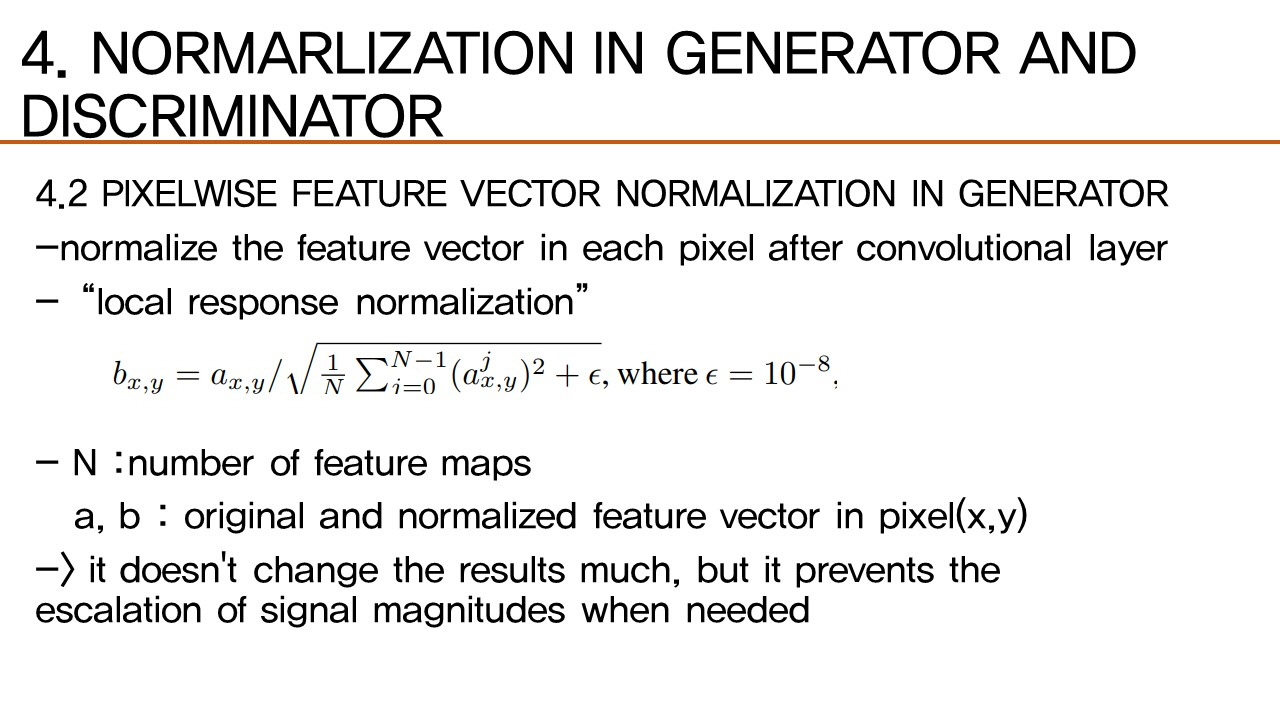 4. NORMARLIZATION IN GENERATOR AND
DISCRIMINATOR
4.2 PIXELWISE FEATURE VECTOR NORMALIZATION IN GENERATOR
-normalize the feature vector in each pixel after convolutional layer
- “local response normalization”
b_{x,y} = a_{x,y}/\sqrt{\frac{1}{N}\sum_{j=0}^{N-1}(a_{x,y}^{j})^2 + ϵ}, where ϵ = 10^{-8},
- N :number of feature maps
a, b : original and normalized feature vector in pixel(x,y)
-> it doesn't change the results much, but it prevents the
escalation of signal magnitudes when needed